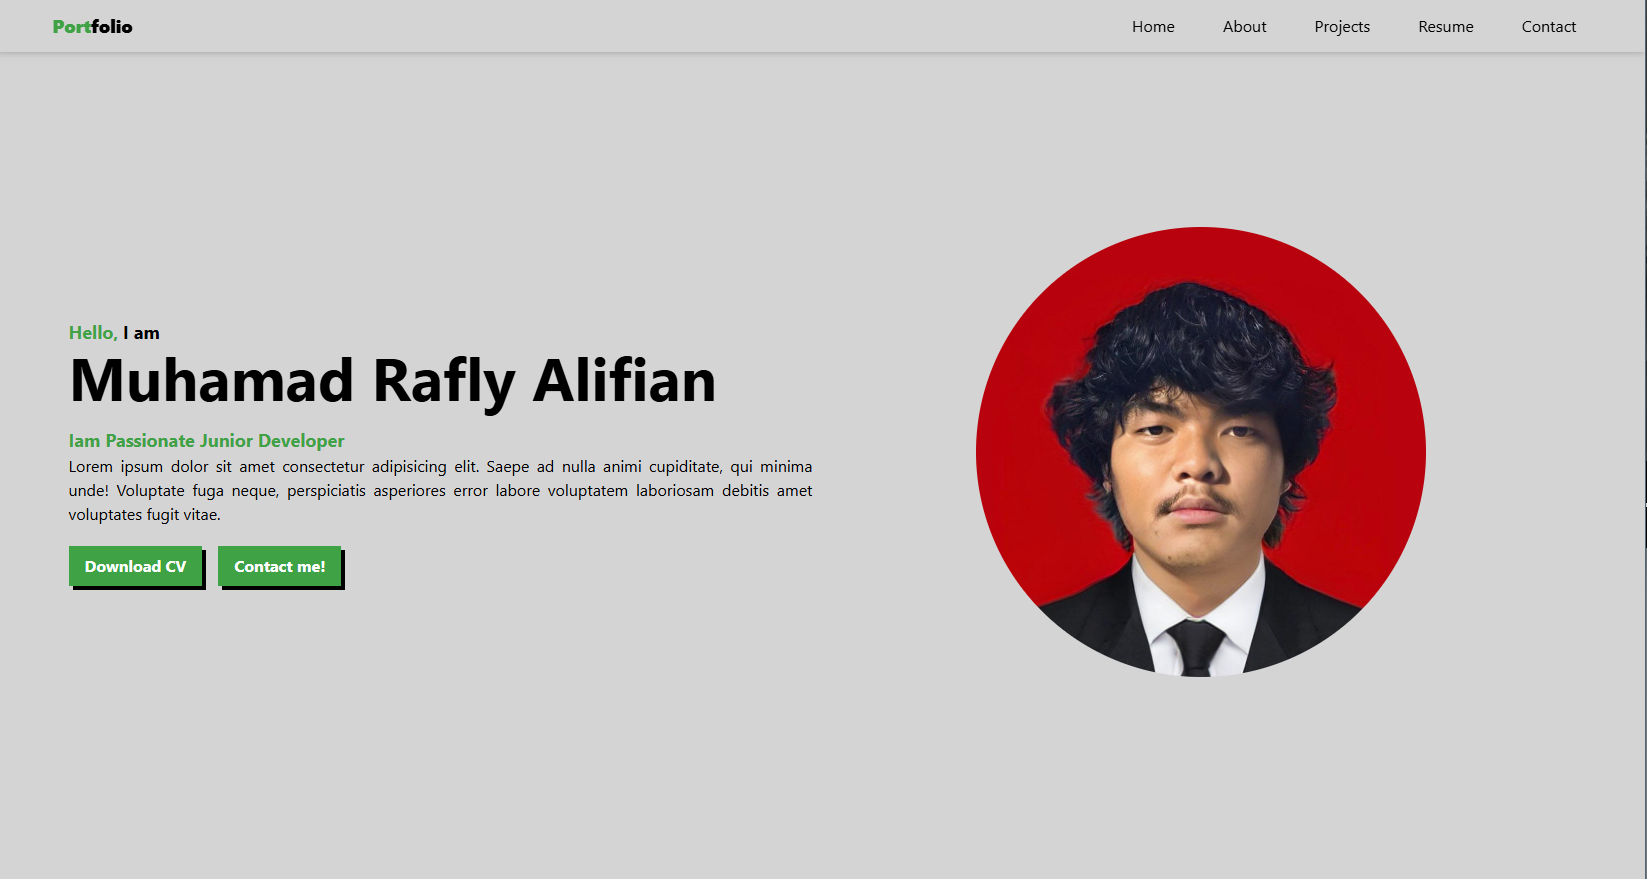 Portfolio
Home About Projects Resume Contact
Hello, I am
Muhamad Rafly Alifian
Iam Passionate Junior Developer
Lorem ipsum dolor sit amet consectetur adipisicing elit. Saepe ad nulla animi cupiditate, qui minima
unde! Voluptate fuga neque, perspiciatis asperiores error labore voluptatem laboriosam debitis amet
voluptates fugit vitae.
Download CV Contact me!